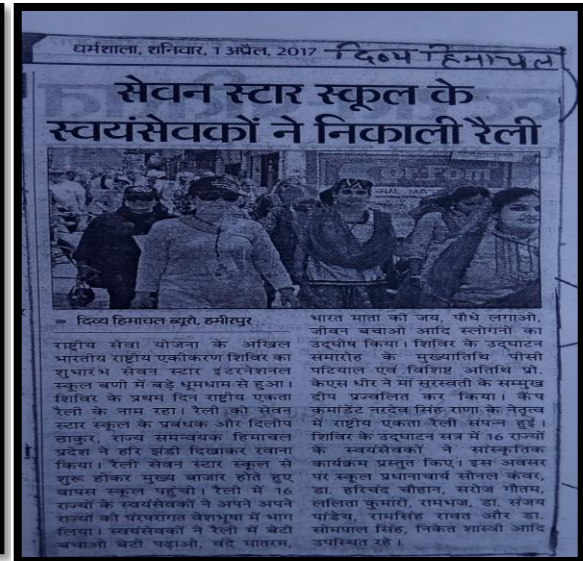 धर्मशाला, शनिवार, 1 अप्रैल, 2017
दिव्य हिमाचल
सेवन स्टार स्कूल के
स्वयंसेवकों ने निकाली रैली
दिव्य हिमाचल ब्यूरो, हमीरपुर
राष्ट्रीय सेवा योजना के अखिल
भारतीय राष्ट्रीय एकीकरण शिविर का
शुभारंभ सेवन स्टार इंटरनेशनल
स्कूल बणी में बड़े धूमधाम से हुआ।
शिविर के प्रथम दिन राष्ट्रीय एकता
रैली के नाम रहा। रैली को सेवन
स्टार स्कूल के प्रबंधक और दिलीप
ठाकुर, राज्य समन्वयक हिमाचल
प्रदेश ने हरि झंडी दिखाकर रवाना
किया। रैली सेवन स्टार स्कूल से
शुरू होकर मुख्य बाजार होते हुए
वापस स्कूल पहुंची। रैली में 16
राज्यों के स्वयंसेवकों ने अपने अपने
राज्यों की परंपरागत वेशभूषा में भाग
लिया। स्वयंसेवकों ने रैली में बेटी
बचाओ बेटी पढ़ाओ, वंदे मातरम,
भारत माता की जय, पौधे लगाओ,
जीवन बचाओ आदि स्लोगनों का
उद्घोष किया। शिविर के उद्घाटन
समारोह के मुख्यातिथि पीसी
पटियाल एवं विशिष्ट अतिथि प्रो.
केएस धीर ने मां सुरस्वती के सम्मुख
दीप प्रज्वलित कर किया। कैंप
कमांडेंट नरदेव सिंह राणा के नेतृत्व
में राष्ट्रीय एकता रैली संपन्न हुई।
शिविर के उद्घाटन सत्र में 16 राज्यों
के स्वयंसेवकों ने सांस्कृतिक
कार्यक्रम प्रस्तुत किए। इस अवसर
पर स्कूल प्रधानाचार्य सोनल कंवर,
डा. हरिचंद चौहान, सरोज गौतम,
ललिता कुमारी, रामभज, डा. संजय
पांडेय, रामसिंह रावत और डा.
सोमपाल सिंह, निकेत शास्त्री आदि
उपस्थित रहे।